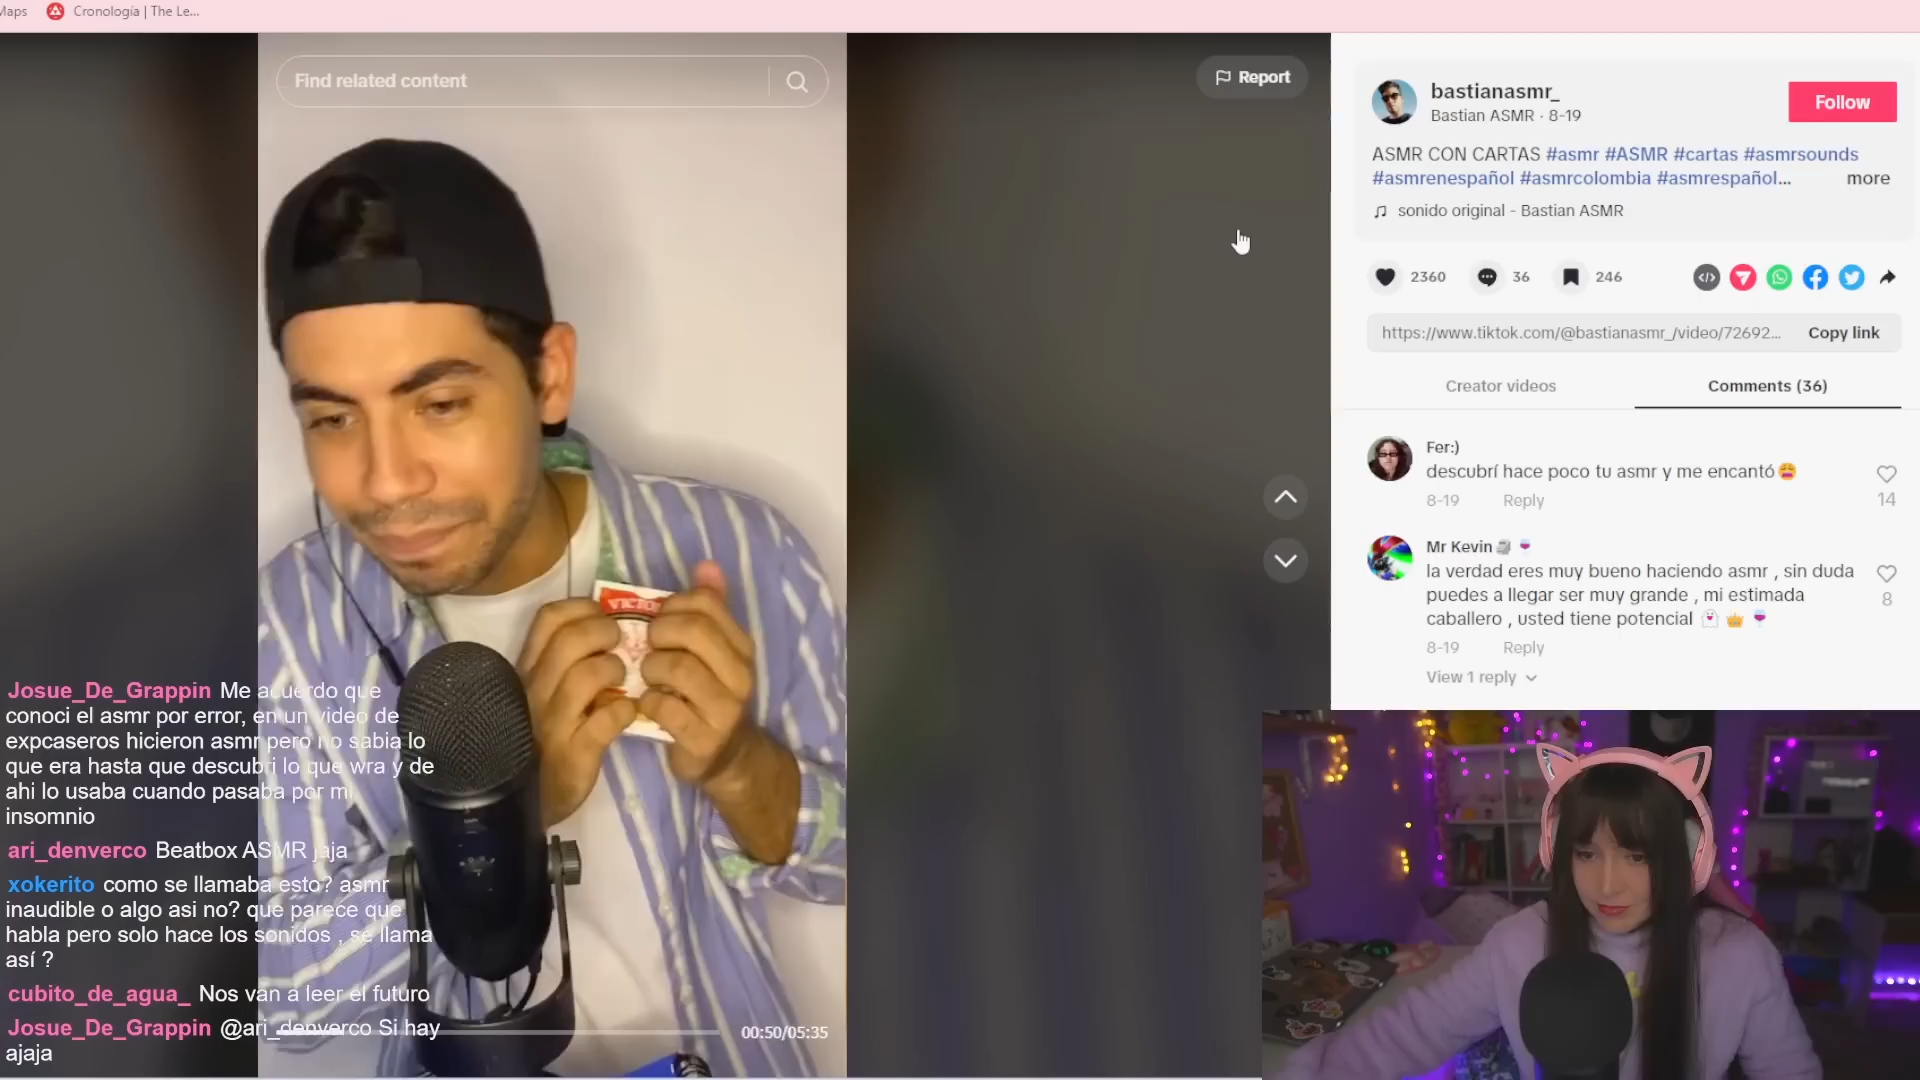 Maps Cronología | The Le...
Find related content
Report
bastianasmr_
Bastian ASMR · 8-19
Follow
ASMR CON CARTAS #asmr #ASMR #cartas #asmrsounds
#asmrenespañol #asmrcolombia #asmrespañol... more
sonido original - Bastian ASMR
2360 36 246
https://www.tiktok.com/@bastianasmr_/video/72692... Copy link
Creator videos Comments (36)
Fer:)
descubrí hace poco tu asmr y me encantó😩
8-19 Reply 14
Mr Kevin🗿🍷
la verdad eres muy bueno haciendo asmr , sin duda
puedes a llegar ser muy grande , mi estimada
caballero , usted tiene potencial 👻 👑 🍷
8
8-19 Reply
View 1 reply
Josue_De_Grappin Me acuerdo que
conoci el asmr por error, en un video de
expcaseros hicieron asmr pero no sabia lo
que era hasta que descubri lo que wra y de
ahi lo usaba cuando pasaba por mi
insomnio
ari_denverco Beatbox ASMR jaja
xokerito como se llamaba esto? asmr
inaudible o algo asi no? que parece que
habla pero solo hace los sonidos , se llama
así ?
cubito_de_agua_ Nos van a leer el futuro
Josue_De_Grappin @ari_denverco Si hay
ajaja
00:50/05:35